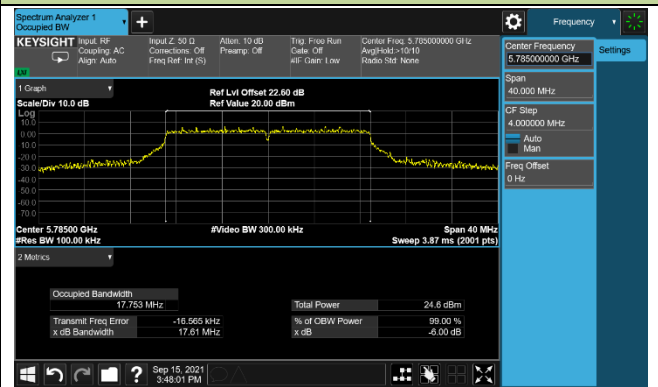 Spectrum Analyzer 1
Occupied BW
Frequency
KEYSIGHT
Input: RF
Coupling: AC
Align: Auto
Input Z: 50 Ω
Corrections: Off
Freq Ref: Int (S)
Atten: 10 dB
Preamp: Off
Trig: Free Run
Gate: Off
#IF Gain: Low
Center Freq: 5.785000000 GHz
Avg|Hold:>10/10
Radio Std: None
LXI
1 Graph
Scale/Div 10.0 dB
Ref Lvl Offset 22.60 dB
Ref Value 20.00 dBm
Log
10.0
0.00
-10.0
-20.0
-30.0
-40.0
-50.0
-60.0
-70.0
Center 5.78500 GHz
#Res BW 100.00 kHz
#Video BW 300.00 kHz
Span 40 MHz
Sweep 3.87 ms (2001 pts)
2 Metrics
Occupied Bandwidth
17.753 MHz
Transmit Freq Error -16.565 kHz
x dB Bandwidth 17.61 MHz
Total Power 24.6 dBm
% of OBW Power 99.00 %
x dB -6.00 dB
Center Frequency
5.785000000 GHz
Span
40.000 MHz
CF Step
4.000000 MHz
Auto
Man
Freq Offset
0 Hz
Settings
?
Sep 15, 2021
3:48:01 PM